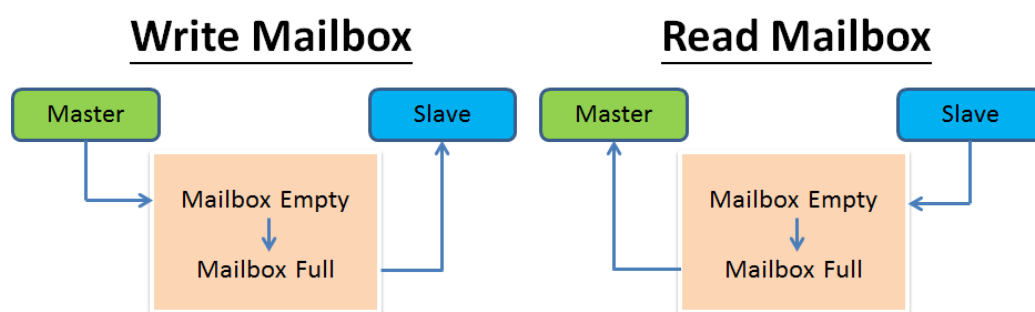 Write Mailbox
Master
Slave
Mailbox Empty
Mailbox Full
Read Mailbox
Master
Slave
Mailbox Empty
Mailbox Full